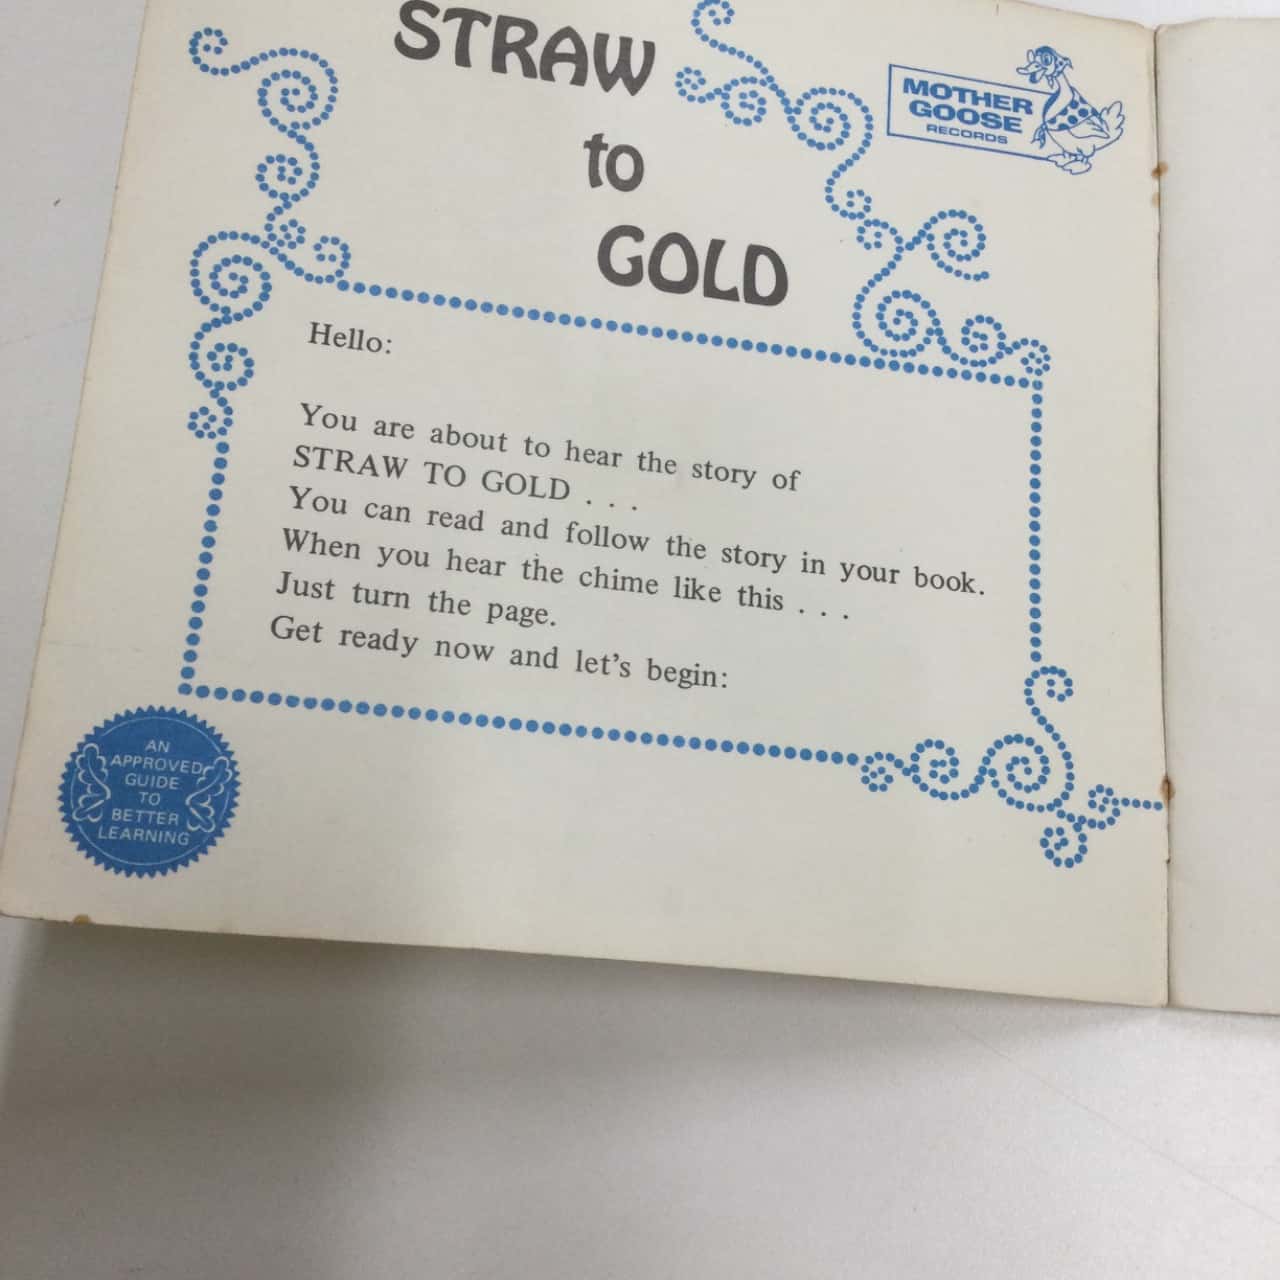 STRAW
to
GOLD
MOTHER
GOOSE
RECORDS
Hello:
You are about to hear the story of
STRAW TO GOLD . . .
You can read and follow the story in your book.
When you hear the chime like this . . .
Just turn the page.
Get ready now and let's begin:
AN
APPROVED
GUIDE
TO
BETTER
LEARNING